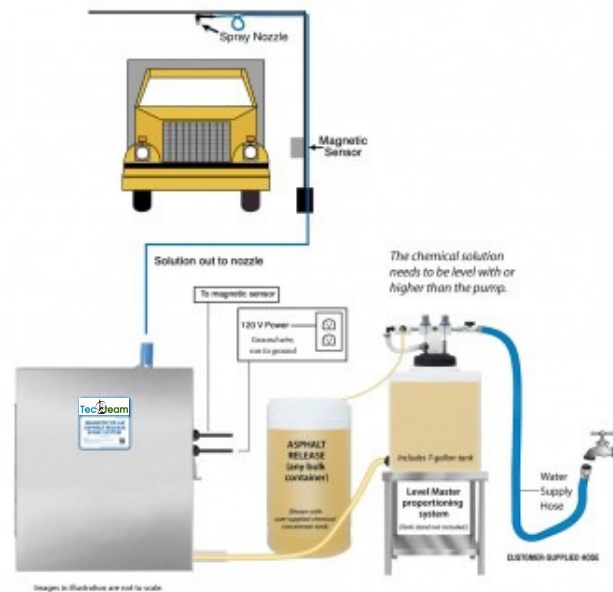 Spray Nozzle
Magnetic
Sensor
Solution out to nozzle
The chemical solution
needs to be level with or
higher than the pump.
To magnetic sensor
120 V Power
Ground wire,
run to ground
ASPHALT
RELEASE
(any bulk
container)
(Shown with
user-supplied chemical
concentrate tank)
Includes 7-gallon tank
Level Master
proportioning
system
(Tank stand not included)
Water
Supply
Hose
CUSTOMER-SUPPLIED HOSE
Images in illustration are not to scale.